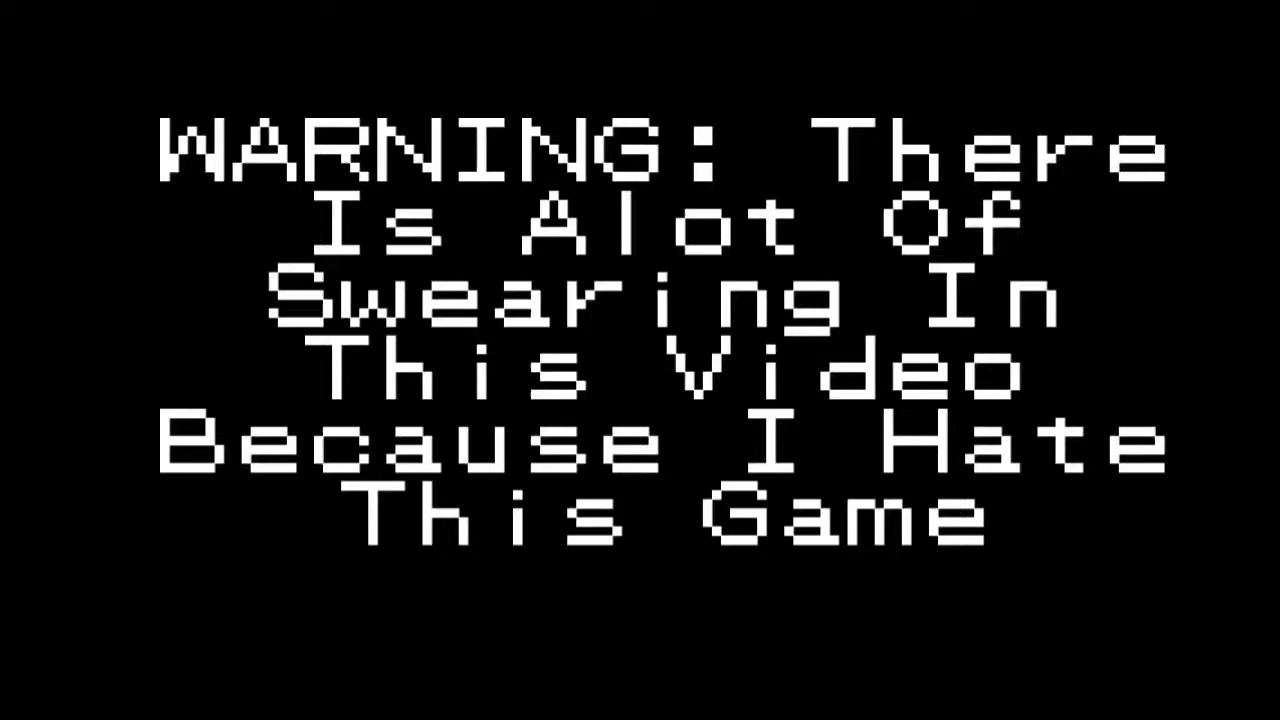 WARNING: There
Is Alot Of
Swearing In
This Video
Because I Hate
This Game